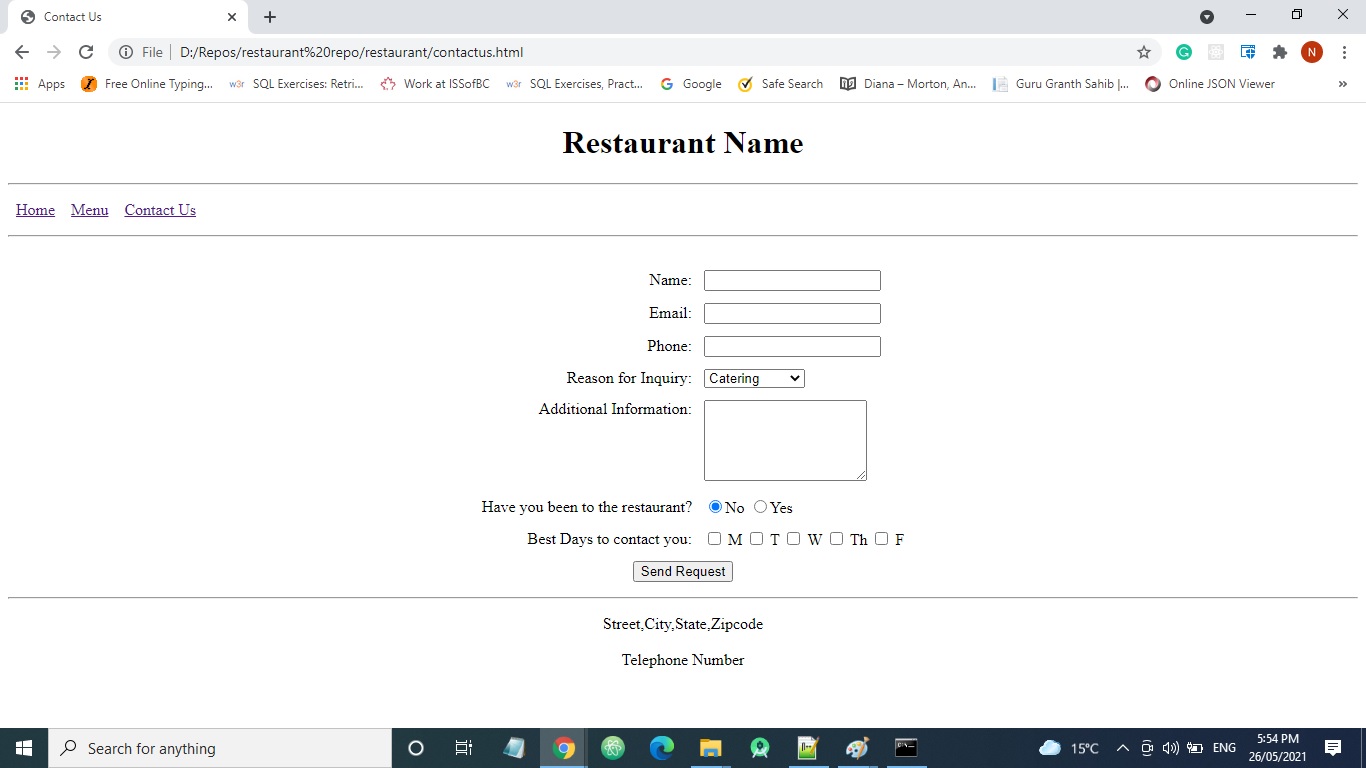 Contact Us
File D:/Repos/restaurant%20repo/restaurant/contactus.html
N
Apps Free Online Typing... w3r SQL Exercises: Retri... Work at ISSofBC w3r SQL Exercises, Pract... Google Safe Search Diana – Morton, An... Guru Granth Sahib |... Online JSON Viewer »
Restaurant Name
Home Menu Contact Us
Name:
Email:
Phone:
Reason for Inquiry: Catering
Additional Information:
Have you been to the restaurant? No Yes
Best Days to contact you: M T W Th F
Send Request
Street,City,State,Zipcode
Telephone Number
Search for anything
15°C ENG
5:54 PM
26/05/2021